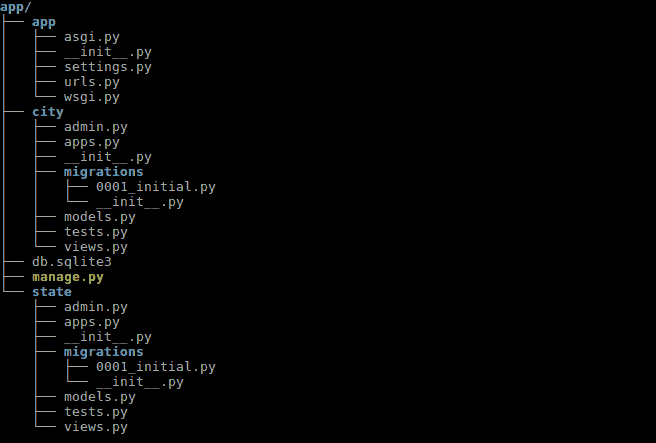 app/
├── app
│   ├── asgi.py
│   ├── __init__.py
│   ├── settings.py
│   ├── urls.py
│   └── wsgi.py
├── city
│   ├── admin.py
│   ├── apps.py
│   ├── __init__.py
│   ├── migrations
│   │   ├── 0001_initial.py
│   │   └── __init__.py
│   ├── models.py
│   ├── tests.py
│   └── views.py
├── db.sqlite3
├── manage.py
└── state
    ├── admin.py
    ├── apps.py
    ├── __init__.py
    ├── migrations
    │   ├── 0001_initial.py
    │   └── __init__.py
    ├── models.py
    ├── tests.py
    └── views.py